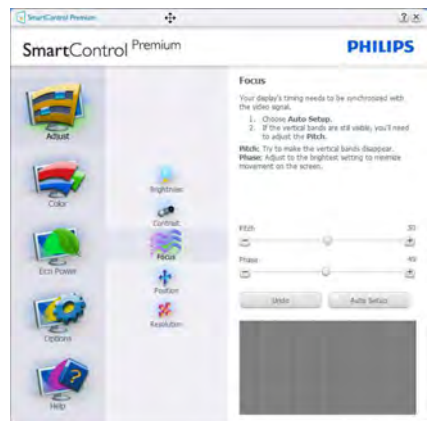 SmartControl Premium
SmartControl Premium
PHILIPS
Adjust
Color
Eco Power
Options
Help
Brightness
Contrast
Focus
Position
Resolution
Focus
Your display's timing needs to be synchronized with
the video signal.
1. Choose Auto Setup.
2. If the vertical bands are still visible, you'll need
to adjust the Pitch.
Pitch: Try to make the vertical bands disappear.
Phase: Adjust to the brightest setting to minimize
movement on the screen.
Pitch 50
Phase
Undo Auto Setup